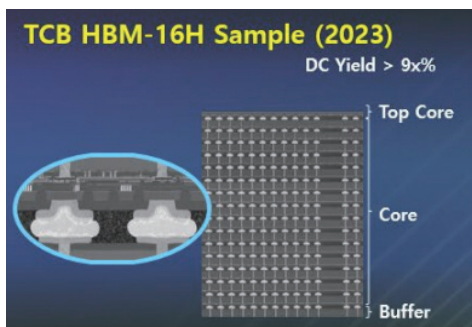 TCB HBM-16H Sample (2023)
DC Yield > 9x%
Top Core
Core
Buffer